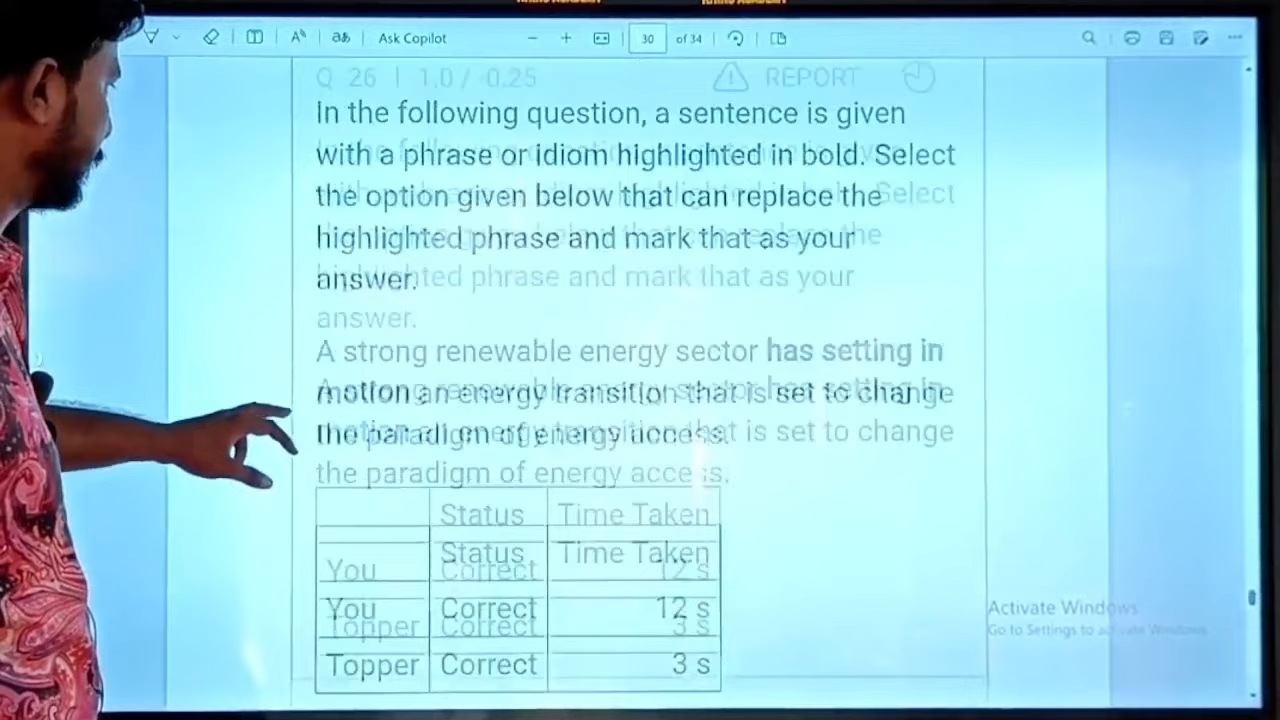 Ask Copilot
30 of 34
Q 26 | 1.0 / -0.25 REPORT
In the following question, a sentence is given
with a phrase or idiom highlighted in bold. Select
the option given below that can replace the
highlighted phrase and mark that as your
answer.
A strong renewable energy sector has setting in
motion an energy transition that is set to change
the paradigm of energy access.
Status Time Taken
You Correct 12 s
Topper Correct 3 s
Activate Windows
Go to Settings to activate Windows